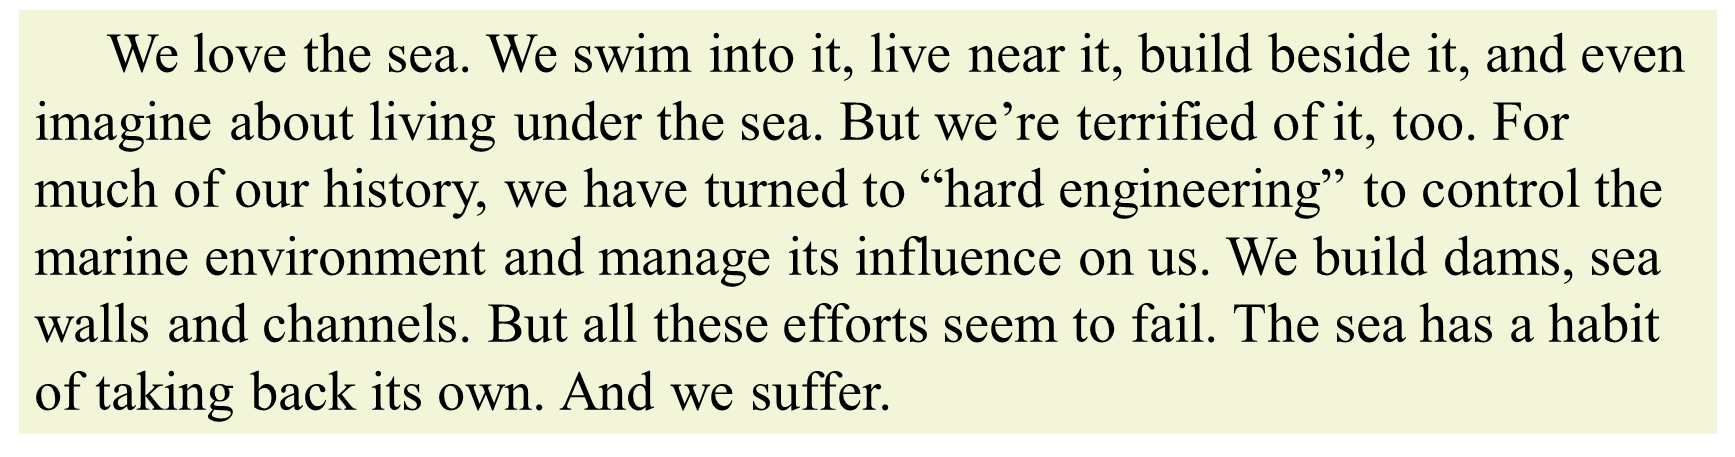 We love the sea. We swim into it, live near it, build beside it, and even
imagine about living under the sea. But we’re terrified of it, too. For
much of our history, we have turned to “hard engineering” to control the
marine environment and manage its influence on us. We build dams, sea
walls and channels. But all these efforts seem to fail. The sea has a habit
of taking back its own. And we suffer.